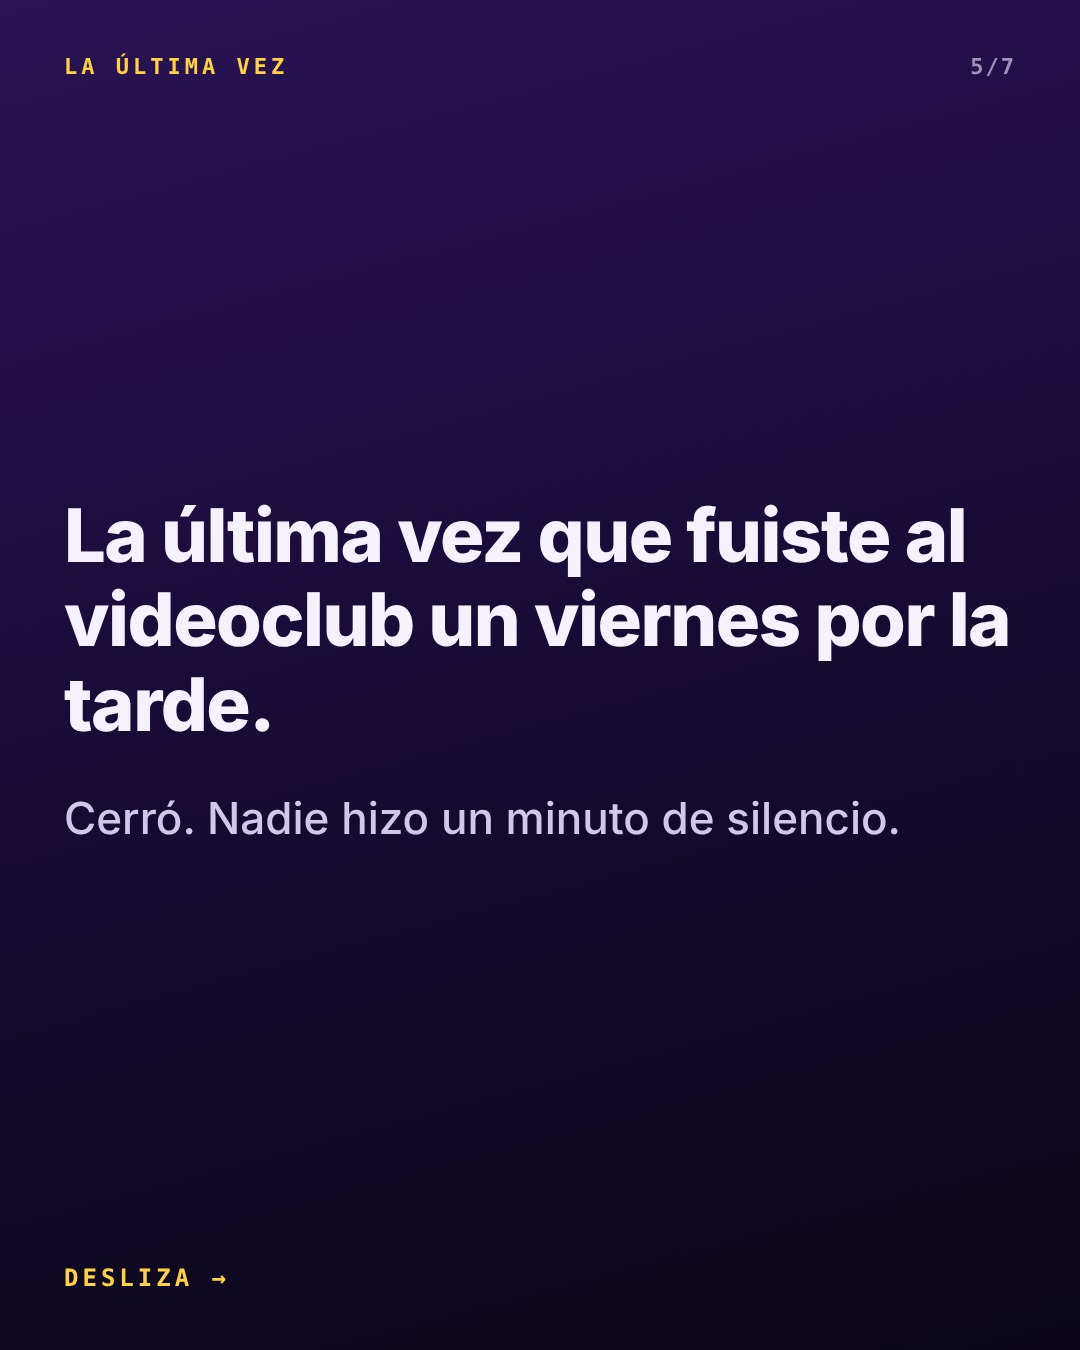 LA ÚLTIMA VEZ
5/7
La última vez que fuiste al
videoclub un viernes por la
tarde.
Cerró. Nadie hizo un minuto de silencio.
DESLIZA →